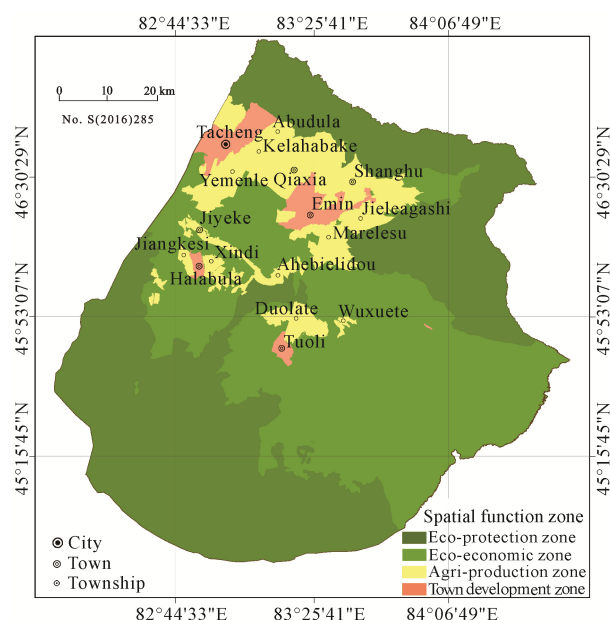 82°44'33"E 83°25'41"E 84°06'49"E
0 10 20 km
No. S(2016)285
Abudula
Tacheng
Kelahabake
46°30'29"N 46°30'29"N
Yemenle Qiaxia Shanghu
Emin
Jieleagashi
Jiyeke
Marelesu
Jiangkesi
Xindi
Halabula
Ahebielidou
45°53'07"N 45°53'07"N
Duolate Wuxuete
Tuoli
45°15'45"N 45°15'45"N
Spatial function zone
Eco-protection zone
Eco-economic zone
Agri-production zone
Town development zone
City
Town
Township
82°44'33"E 83°25'41"E 84°06'49"E